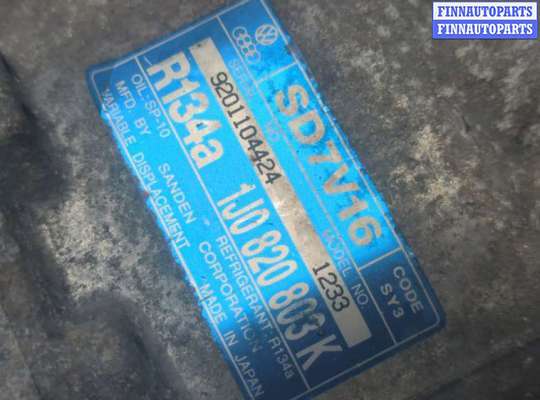 FINNAUTOPARTS
FINNAUTOPARTS
SD7V16
CODE
SY3
MODEL NO.
9201104424
1233
R134a
1J0 820 803 K
OIL:SP-10
REFRIGERANT:R134a
MFD. BY SANDEN CORPORATION
VARIABLE DISPLACEMENT
MADE IN JAPAN